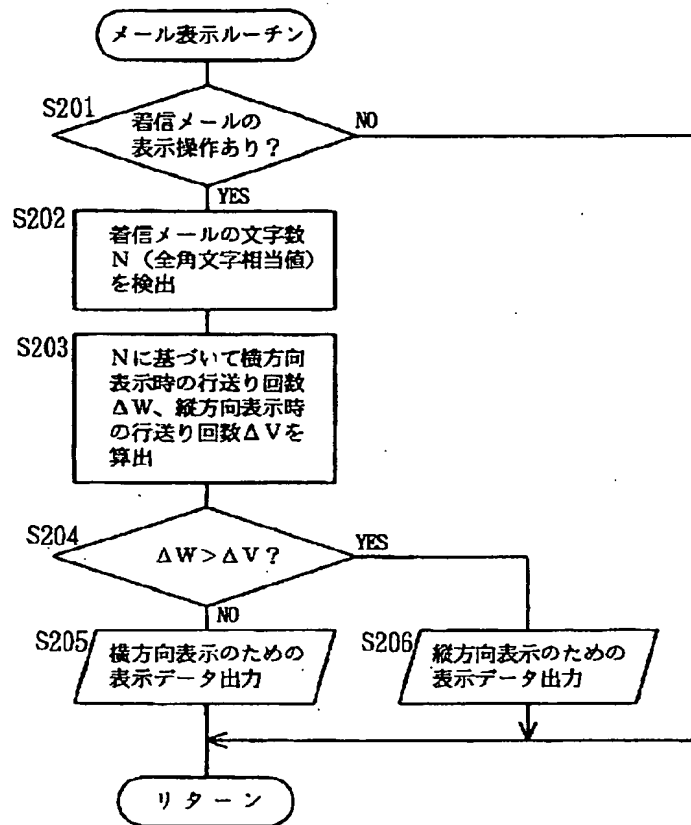 メール表示ルーチン
S201
着信メールの
表示操作あり？
NO
YES
S202
着信メールの文字数
N（全角文字相当値）
を検出
S203
Nに基づいて横方向
表示時の行送り回数
ΔW、縦方向表示時
の行送り回数ΔVを
算出
S204
ΔW＞ΔV？
YES
NO
S205
横方向表示のための
表示データ出力
S206
縦方向表示のための
表示データ出力
リターン